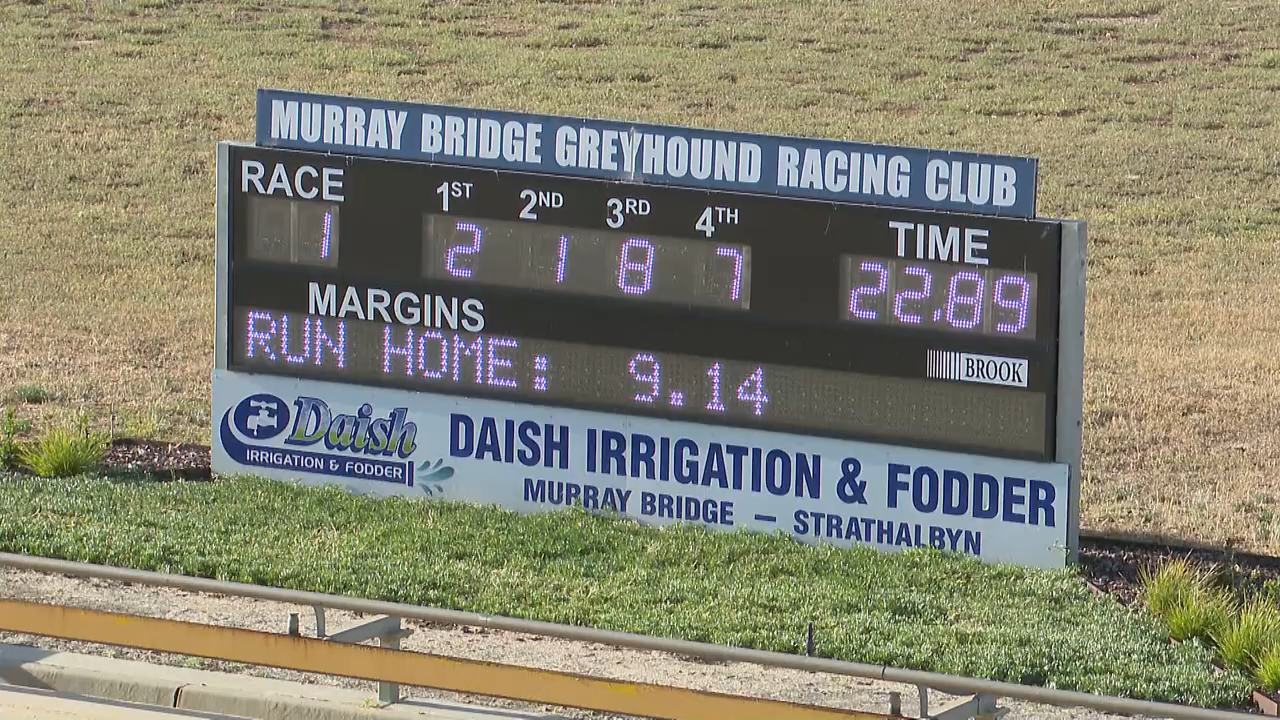 MURRAY BRIDGE GREYHOUND RACING CLUB
RACE 1ST 2ND 3RD 4TH TIME
1 2 1 8 7 22.89
MARGINS
RUN HOME: 9.14
BROOK
Daish
IRRIGATION & FODDER
DAISH IRRIGATION & FODDER
MURRAY BRIDGE – STRATHALBYN